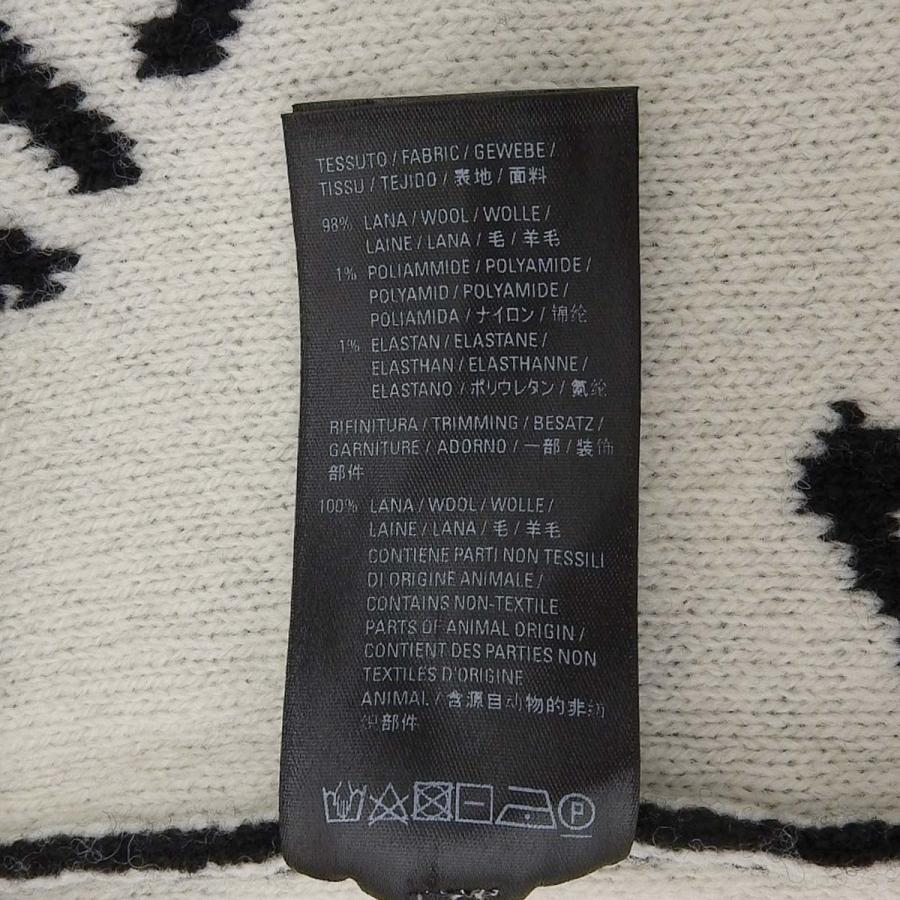 TESSUTO / FABRIC / GEWEBE /
TISSU / TEJIDO / 表地 / 面料
98% LANA / WOOL / WOLLE /
LAINE / LANA / 毛 / 羊毛
1% POLIAMMIDE / POLYAMIDE /
POLYAMID / POLYAMIDE /
POLIAMIDA / ナイロン / 锦纶
1% ELASTAN / ELASTANE /
ELASTHAN / ELASTHANNE /
ELASTANO / ポリウレタン / 氨纶
RIFINITURA / TRIMMING / BESATZ /
GARNITURE / ADORNO / 一部 / 装饰
部件
100% LANA / WOOL / WOLLE /
LAINE / LANA / 毛 / 羊毛
CONTIENE PARTI NON TESSILI
DI ORIGINE ANIMALE /
CONTAINS NON-TEXTILE
PARTS OF ANIMAL ORIGIN /
CONTIENT DES PARTIES NON
TEXTILES D'ORIGINE
ANIMAL / 含源自动物的非纺
织部件
P